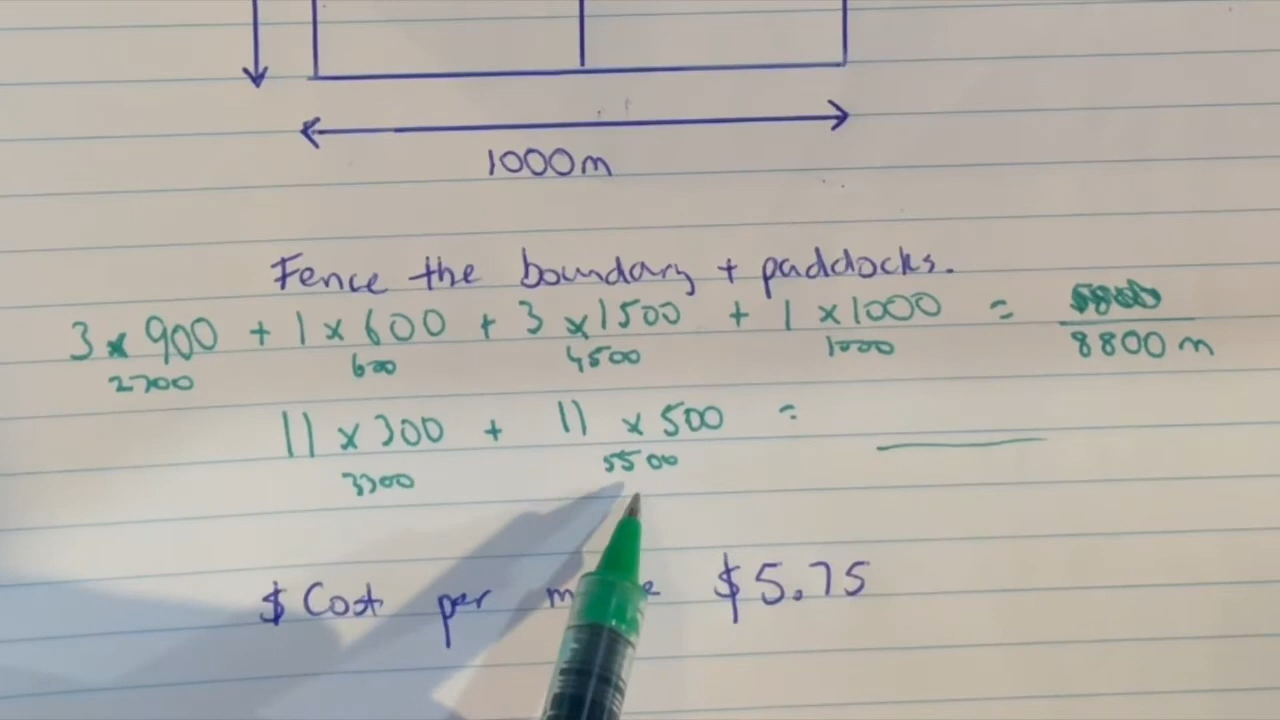 1000m
Fence the boundary + paddocks.
3 x 900 + 1 x 600 + 3 x 1500 + 1 x 1000 =
2700 600 4500 1000 8800 m
11 x 300 + 11 x 500 =
3300 5500
$ Cost per $5.75